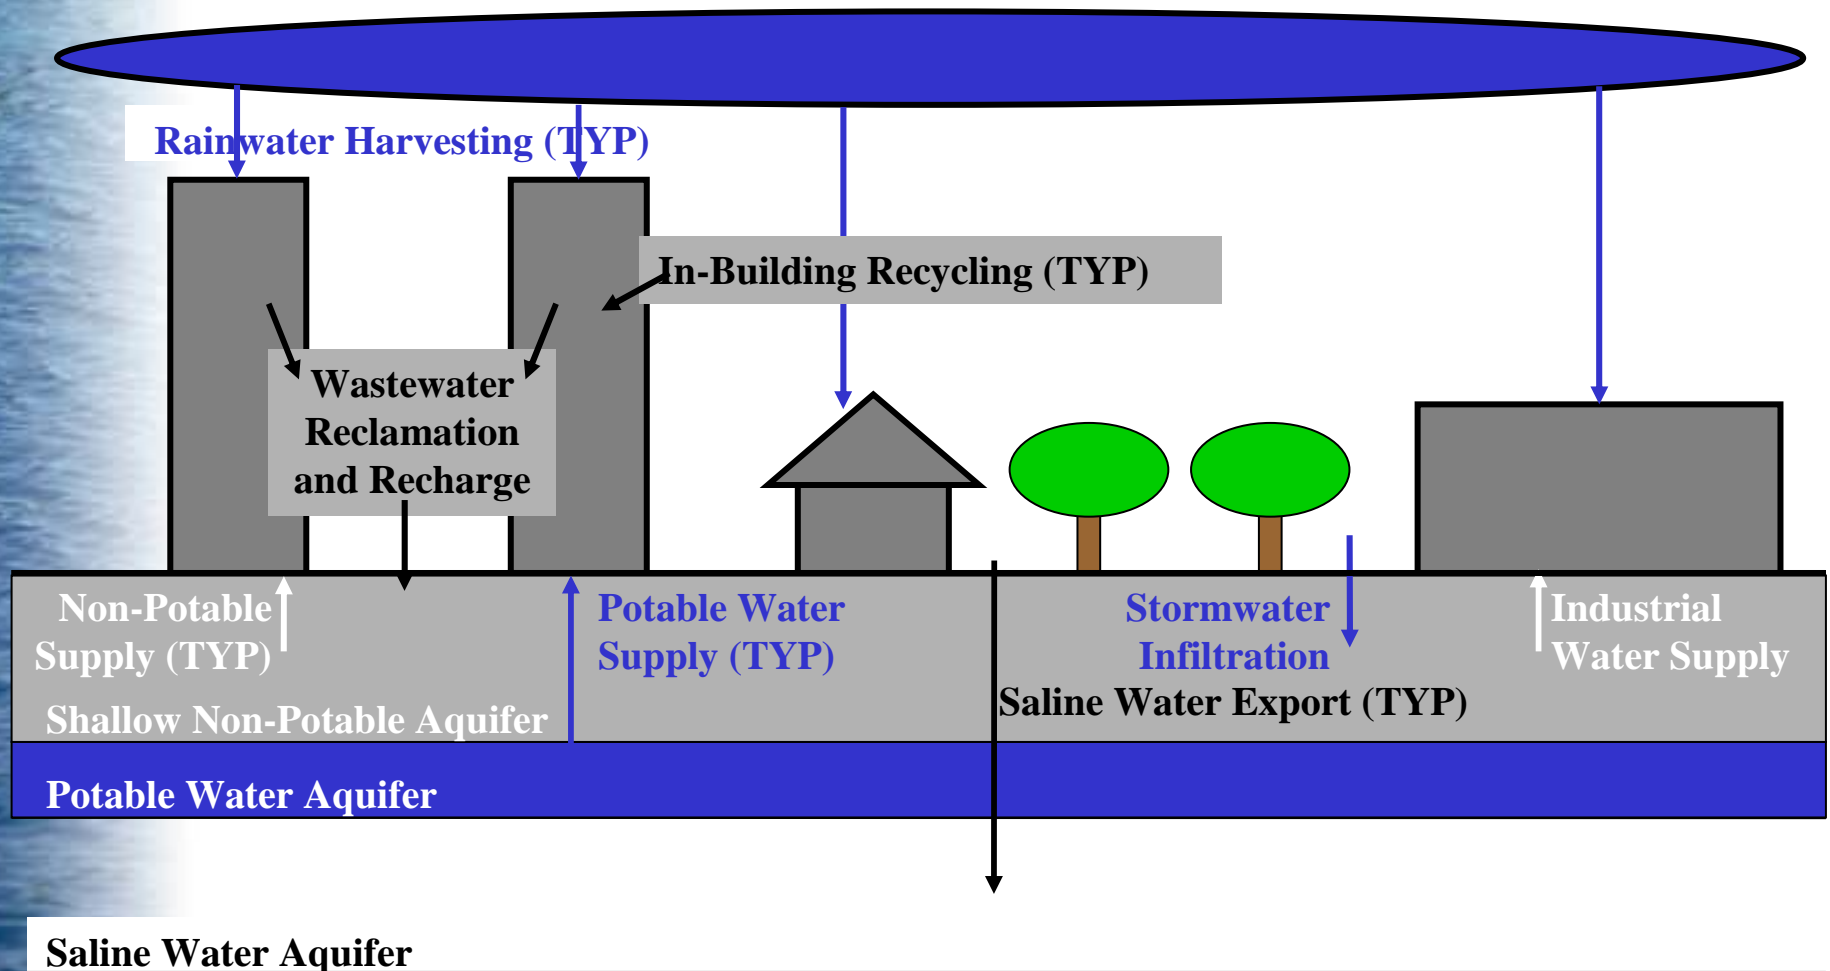 Rainwater Harvesting (TYP)
In-Building Recycling (TYP)
Wastewater
Reclamation
and Recharge
Non-Potable
Supply (TYP)
Potable Water
Supply (TYP)
Stormwater
Infiltration
Industrial
Water Supply
Saline Water Export (TYP)
Shallow Non-Potable Aquifer
Potable Water Aquifer
Saline Water Aquifer